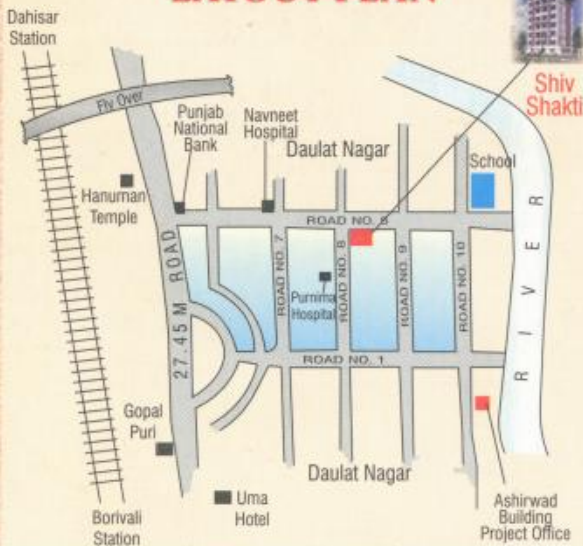 LAYOUT PLAN
Dahisar
Station
Fly Over
Punjab
National
Bank
Navneet
Hospital
Daulat Nagar
Shiv
Shakti
School
Hanuman
Temple
ROAD NO.
27.45 M ROAD
ROAD NO. 7
ROAD NO. 8
ROAD NO. 9
ROAD NO. 10
Purnima
Hospital
RIVER
ROAD NO. 1
Gopal
Puri
Daulat Nagar
Uma
Hotel
Borivali
Station
Ashirwad
Building
Project Office